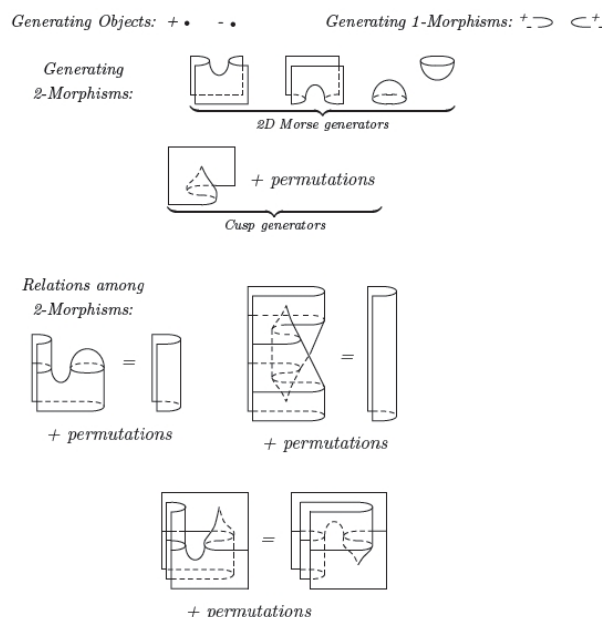 Generating Objects: + • - •
Generating 1-Morphisms: + - + -
Generating
2-Morphisms:
2D Morse generators
+ permutations
Cusp generators
Relations among
2-Morphisms:
=
=
+ permutations
+ permutations
=
+ permutations